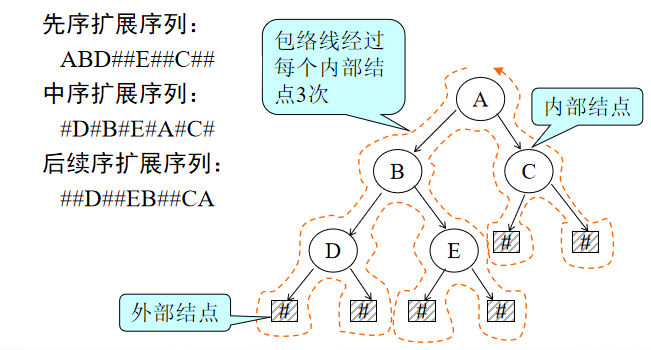 先序扩展序列：
ABD##E##C##
中序扩展序列：
#D#B#E#A#C#
后续序扩展序列：
##D##EB##CA
包络线经过
每个内部结
点3次
A
内部结点
B
C
#
#
D
E
外部结点
#
#
#
#